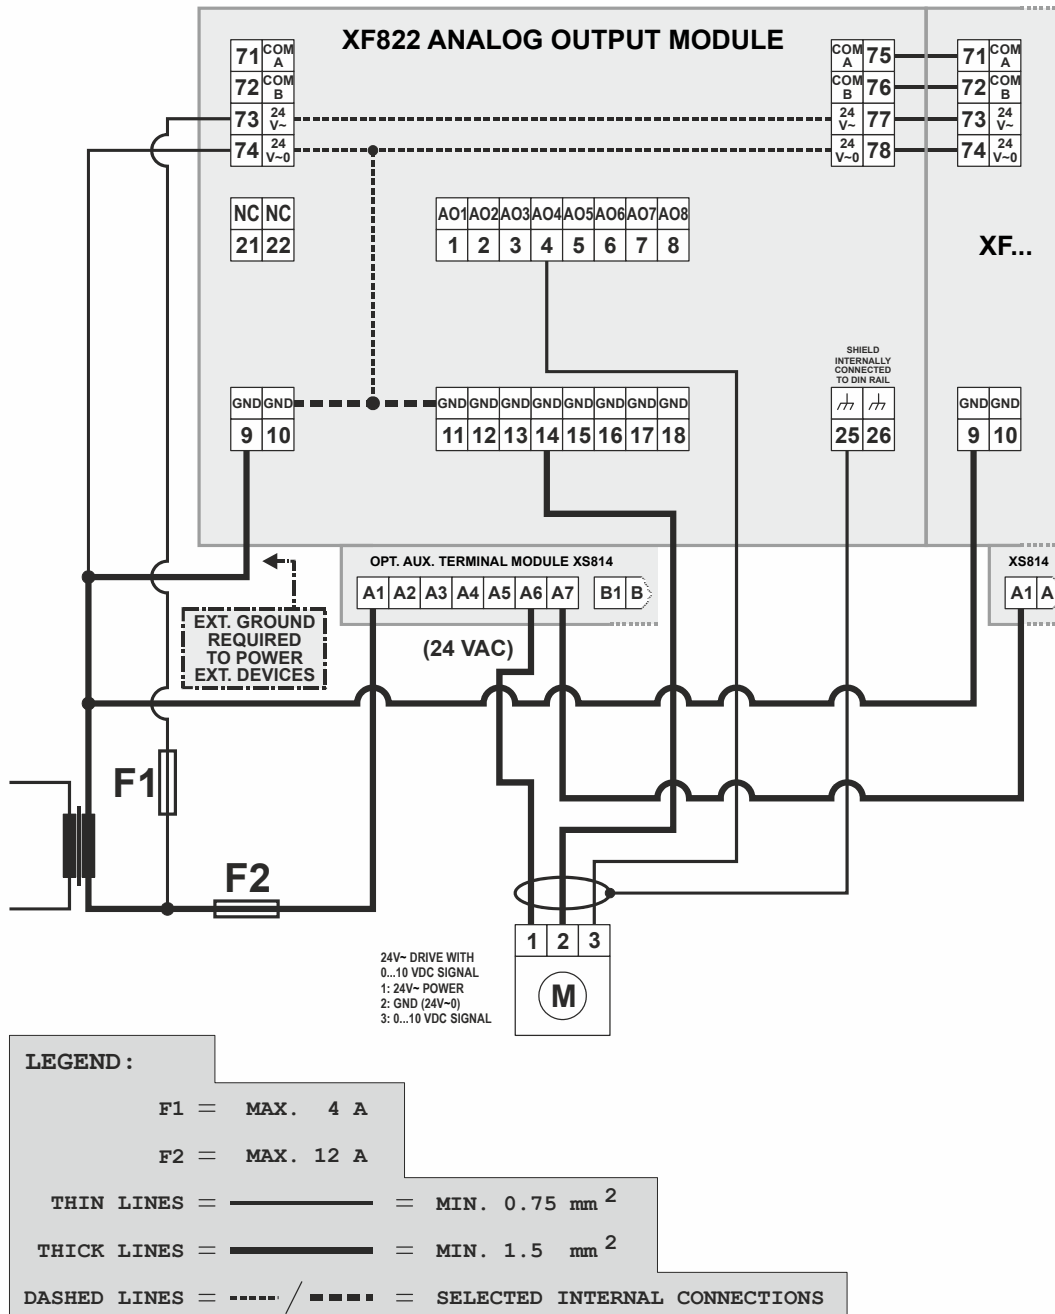 XF822 ANALOG OUTPUT MODULE
71 COM A
72 COM B
73 24 V~
74 24 V~0
COM A 75
COM B 76
24 V~ 77
24 V~0 78
71 COM A
72 COM B
73 24 V~
74 24 V~0
NC NC
21 22
AO1 AO2 AO3 AO4 AO5 AO6 AO7 AO8
1 2 3 4 5 6 7 8
XF...
SHIELD
INTERNALLY
CONNECTED
TO DIN RAIL
GND GND
9 10
GND GND GND GND GND GND GND GND
11 12 13 14 15 16 17 18
25 26
GND GND
9 10
OPT. AUX. TERMINAL MODULE XS814
A1 A2 A3 A4 A5 A6 A7 B1 B
XS814
A1 A
EXT. GROUND
REQUIRED
TO POWER
EXT. DEVICES
(24 VAC)
F1
F2
1 2 3
M
24V~ DRIVE WITH
0...10 VDC SIGNAL
1: 24V~ POWER
2: GND (24V~0)
3: 0...10 VDC SIGNAL
LEGEND:
F1 = MAX. 4 A
F2 = MAX. 12 A
THIN LINES = = MIN. 0.75 mm 2
THICK LINES = = MIN. 1.5 mm 2
DASHED LINES = / = SELECTED INTERNAL CONNECTIONS